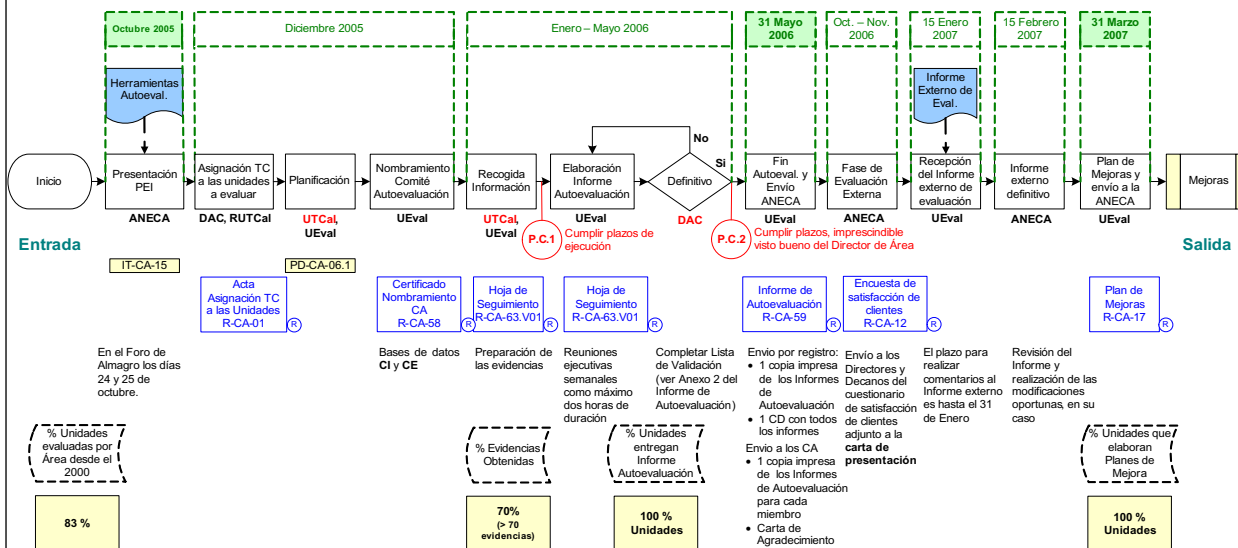 Octubre 2005
Diciembre 2005
Enero – Mayo 2006
31 Mayo
2006
Oct. – Nov.
2006
15 Enero
2007
15 Febrero
2007
31 Marzo
2007
Herramientas
Autoeval.
Informe
Externo de
Eval.
No
Si
Inicio
Presentación
PEI
Asignación TC
a las unidades
a evaluar
Planificación
Nombramiento
Comité
Autoevaluación
Recogida
Información
Elaboración
Informe
Autoevaluación
Definitivo
Fin
Autoeval. y
Envío
ANECA
Fase de
Evaluación
Externa
Recepción
del Informe
externo de
evaluación
Informe
externo
definitivo
Plan de
Mejoras y
envío a la
ANECA
Mejoras
ANECA
DAC, RUTCal
UTCal,
UEval
UEval
UTCal,
UEval
UEval
DAC
UEval
ANECA
UEval
ANECA
UEval
Entrada
P.C.1
Cumplir plazos de
ejecución
P.C.2
Cumplir plazos, imprescindible
visto bueno del Director de Área
Salida
IT-CA-15
PD-CA-06.1
Acta
Asignación TC
a las Unidades
R-CA-01
R
Certificado
Nombramiento
CA
R-CA-58
R
Hoja de
Seguimiento
R-CA-63.V01
R
Hoja de
Seguimiento
R-CA-63.V01
R
Informe de
Autoevaluación
R-CA-59
R
Encuesta de
satisfacción de
clientes
R-CA-12
R
Plan de
Mejoras
R-CA-17
R
En el Foro de
Almagro los días
24 y 25 de
octubre.
Bases de datos
CI y CE
Preparación de
las evidencias
Reuniones
ejecutivas
semanales
como máximo
dos horas de
duración
Completar Lista
de Validación
(ver Anexo 2 del
Informe de
Autoevaluación)
Envio por registro:
• 1 copia impresa
de los Informes
de
Autoevaluación
• 1 CD con todos
los informes
Envio a los CA
• 1 copia impresa
de los Informes
de Autoevaluación
para cada
miembro
• Carta de
Agradecimiento
Envío a los
Directores y
Decanos del
cuestionario
de satisfacción
de clientes
adjunto a la
carta de
presentación
El plazo para
realizar
comentarios al
Informe externo
es hasta el 31
de Enero
Revisión del
Informe y
realización de las
modificaciones
oportunas, en su
caso
% Unidades
evaluadas por
Área desde el
2000
% Evidencias
Obtenidas
% Unidades
entregan
Informe
Autoevaluación
% Unidades que
elaboran
Planes de
Mejora
83 %
70%
(> 70
evidencias)
100 %
Unidades
100 %
Unidades